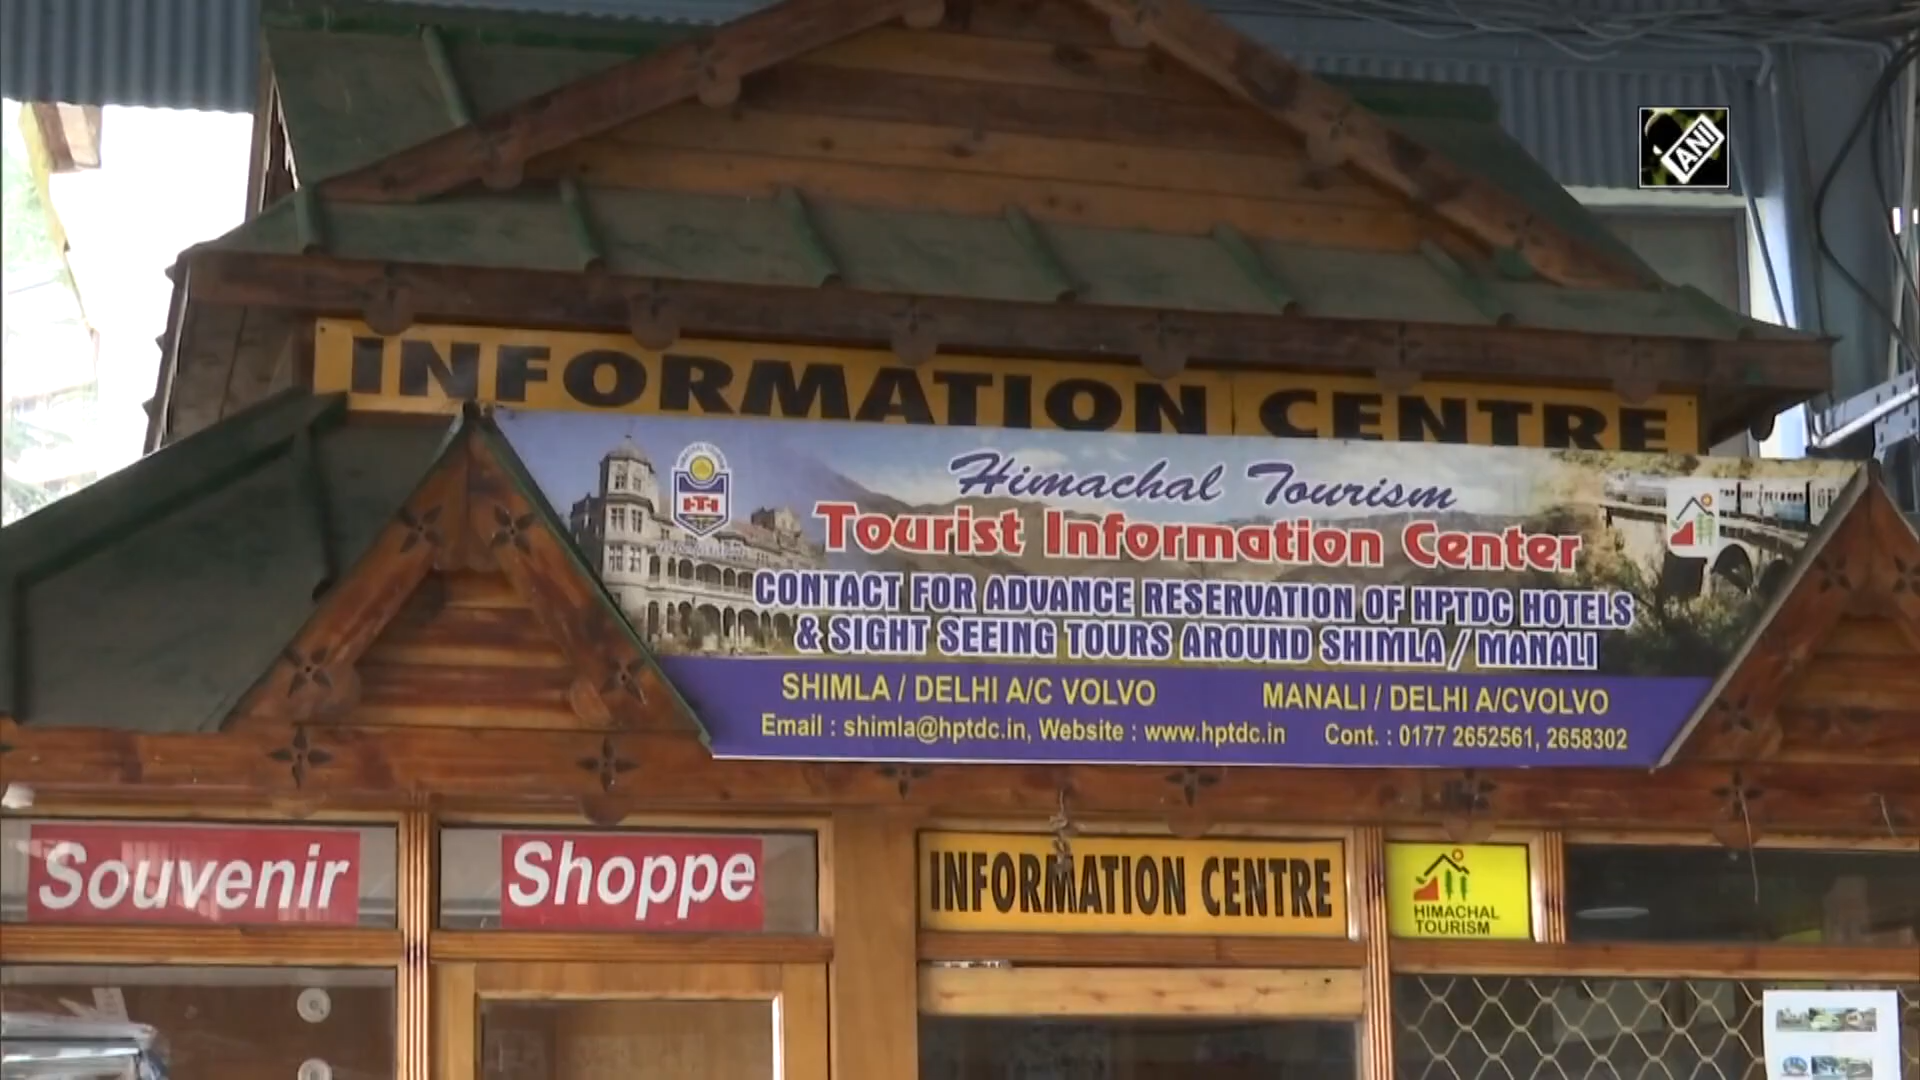 ANI
INFORMATION CENTRE
Himachal Tourism
Tourist Information Center
CONTACT FOR ADVANCE RESERVATION OF HPTDC HOTELS
& SIGHT SEEING TOURS AROUND SHIMLA / MANALI
SHIMLA / DELHI A/C VOLVO MANALI / DELHI A/CVOLVO
Email : shimla@hptdc.in, Website : www.hptdc.in Cont. : 0177 2652561, 2658302
Souvenir Shoppe INFORMATION CENTRE
HIMACHAL
TOURISM